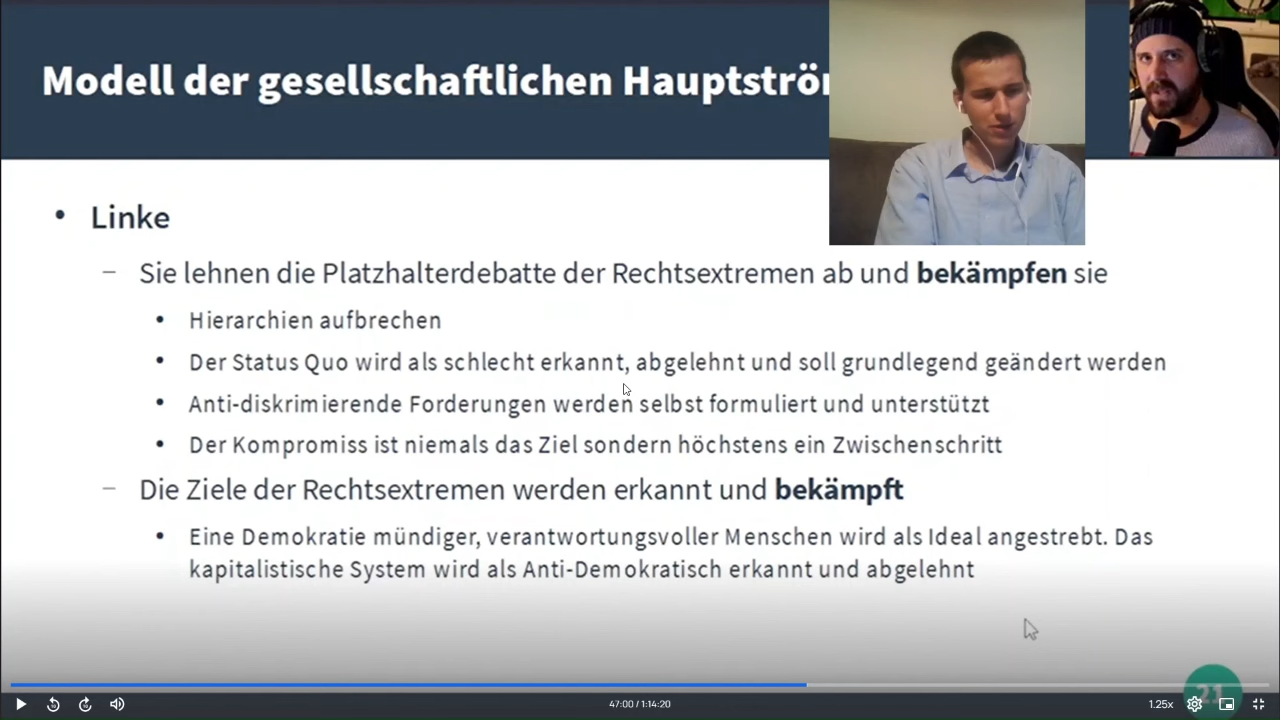 Modell der gesellschaftlichen
Linke
Sie lehnen die Platzhalterdebatte der Rechtsextremen ab und bekämpfen sie
Hierarchien aufbrechen
Der Status Quo wird als schlecht erkannt, abgelehnt und soll grundlegend geändert werden
Anti-diskrimierende Forderungen werden selbst formuliert und unterstützt
Der Kompromiss ist niemals das Ziel sondern höchstens ein Zwischenschritt
Die Ziele der Rechtsextremen werden erkannt und bekämpft
Eine Demokratie mündiger, verantwortungsvoller Menschen wird als Ideal angestrebt. Das
kapitalistische System wird als Anti-Demokratisch erkannt und abgelehnt
21
47:00 / 1:14:20
1.25x